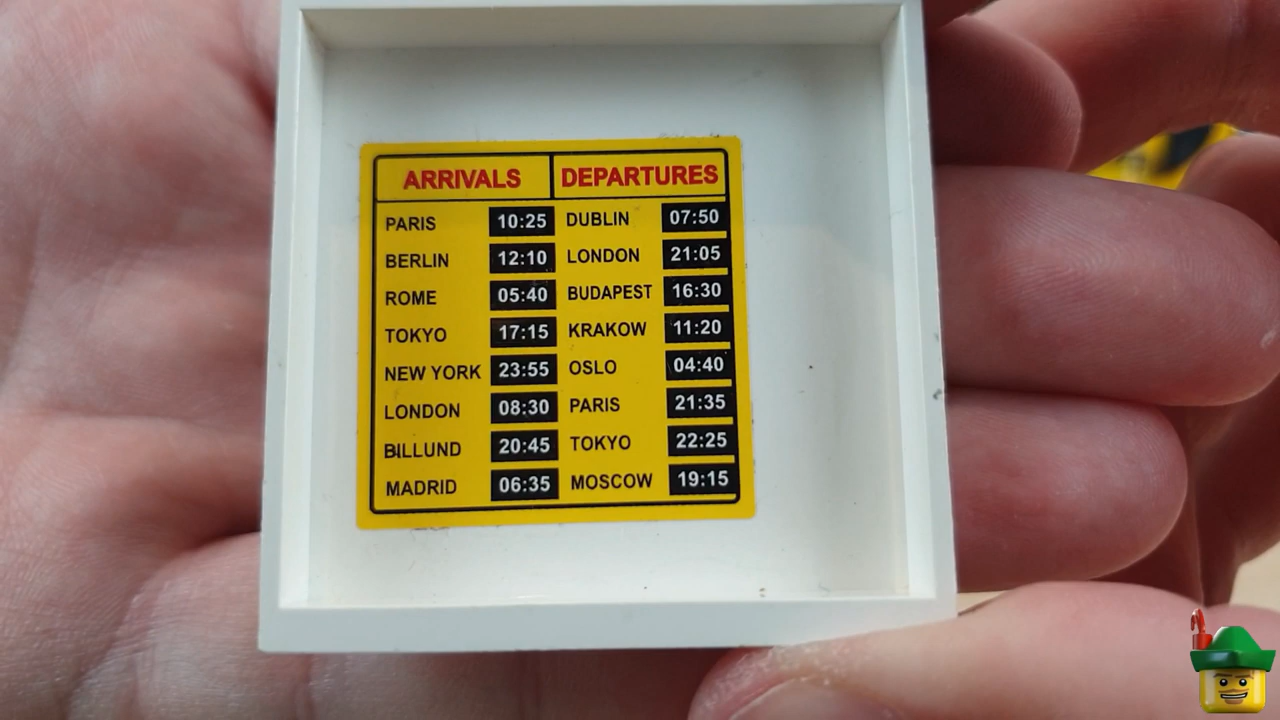 ARRIVALS DEPARTURES
PARIS 10:25 DUBLIN 07:50
BERLIN 12:10 LONDON 21:05
ROME 05:40 BUDAPEST 16:30
TOKYO 17:15 KRAKOW 11:20
NEW YORK 23:55 OSLO 04:40
LONDON 08:30 PARIS 21:35
BILLUND 20:45 TOKYO 22:25
MADRID 06:35 MOSCOW 19:15